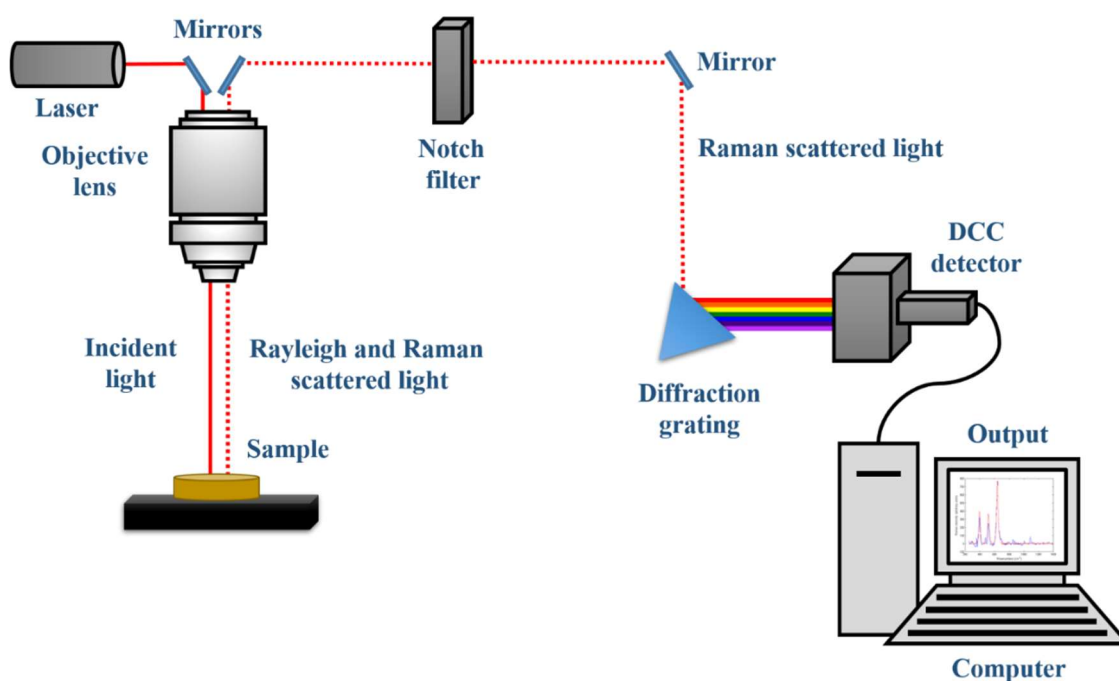 Mirrors
Laser
Objective
lens
Notch
filter
Mirror
Raman scattered light
DCC
detector
Incident
light
Rayleigh and Raman
scattered light
Sample
Diffraction
grating
Output
Computer